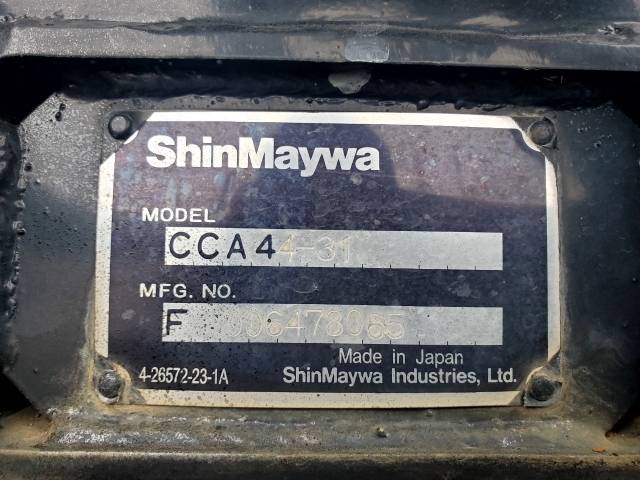 ShinMaywa
MODEL
CCA44-31
MFG. NO.
F
Made in Japan
4-26572-23-1A
ShinMaywa Industries, Ltd.